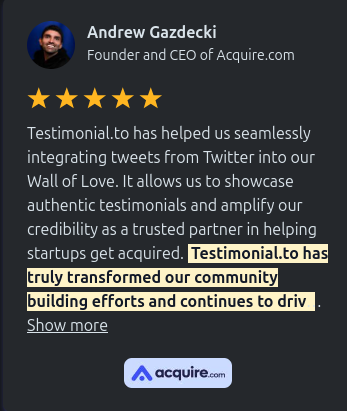 Andrew Gazdecki
Founder and CEO of Acquire.com
Testimonial.to has helped us seamlessly
integrating tweets from Twitter into our
Wall of Love. It allows us to showcase
authentic testimonials and amplify our
credibility as a trusted partner in helping
startups get acquired. Testimonial.to has
truly transformed our community
building efforts and continues to driv .
Show more
acquire.com